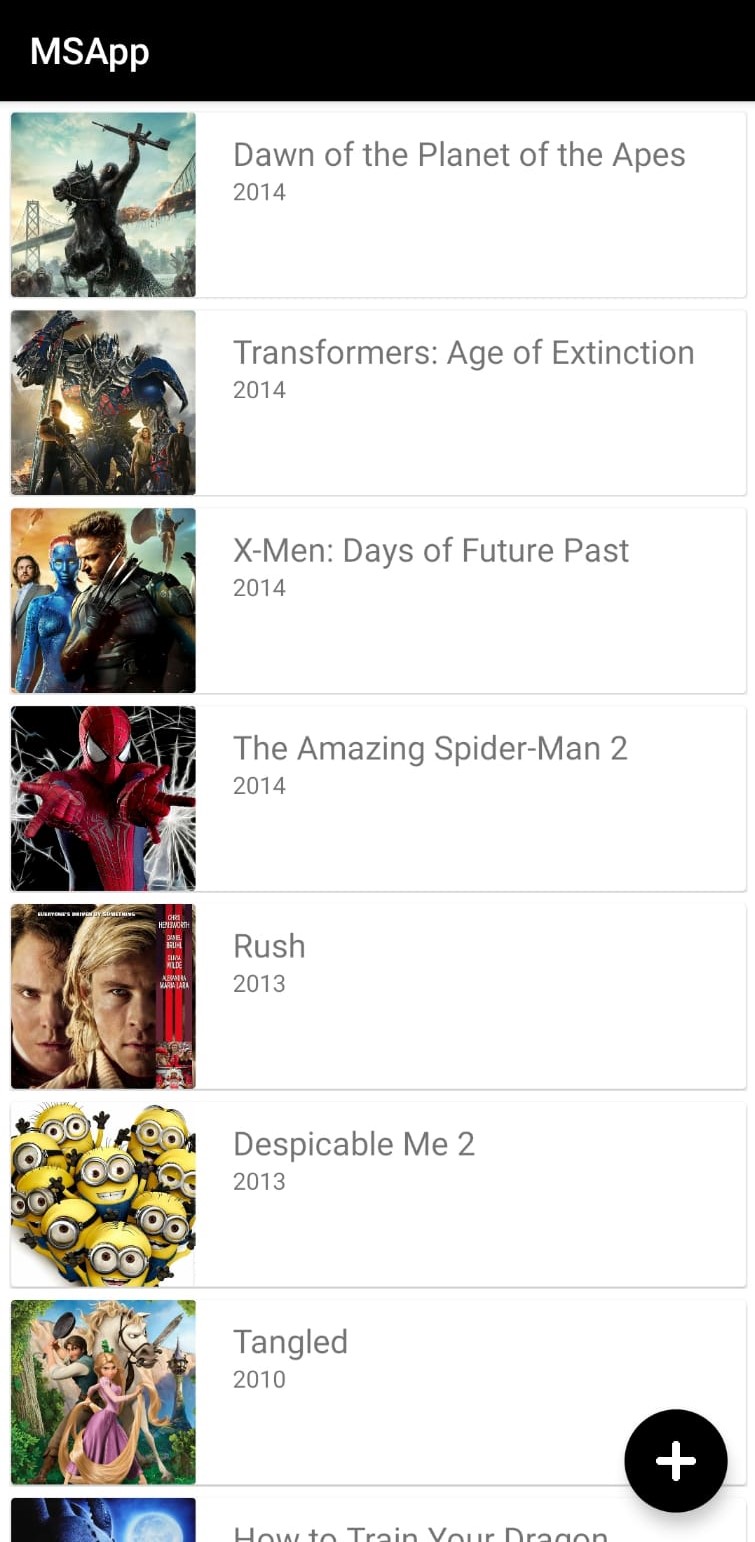 MSApp
Dawn of the Planet of the Apes
2014
Transformers: Age of Extinction
2014
X-Men: Days of Future Past
2014
The Amazing Spider-Man 2
2014
EVERYONE'S DRIVEN BY SOMETHING
CHRIS
HEMSWORTH
DANIEL
BRÜHL
OLIVIA
WILDE
ALEXANDRA
MARIA LARA
Rush
2013
Despicable Me 2
2013
Tangled
2010
How to Train Your Dragon